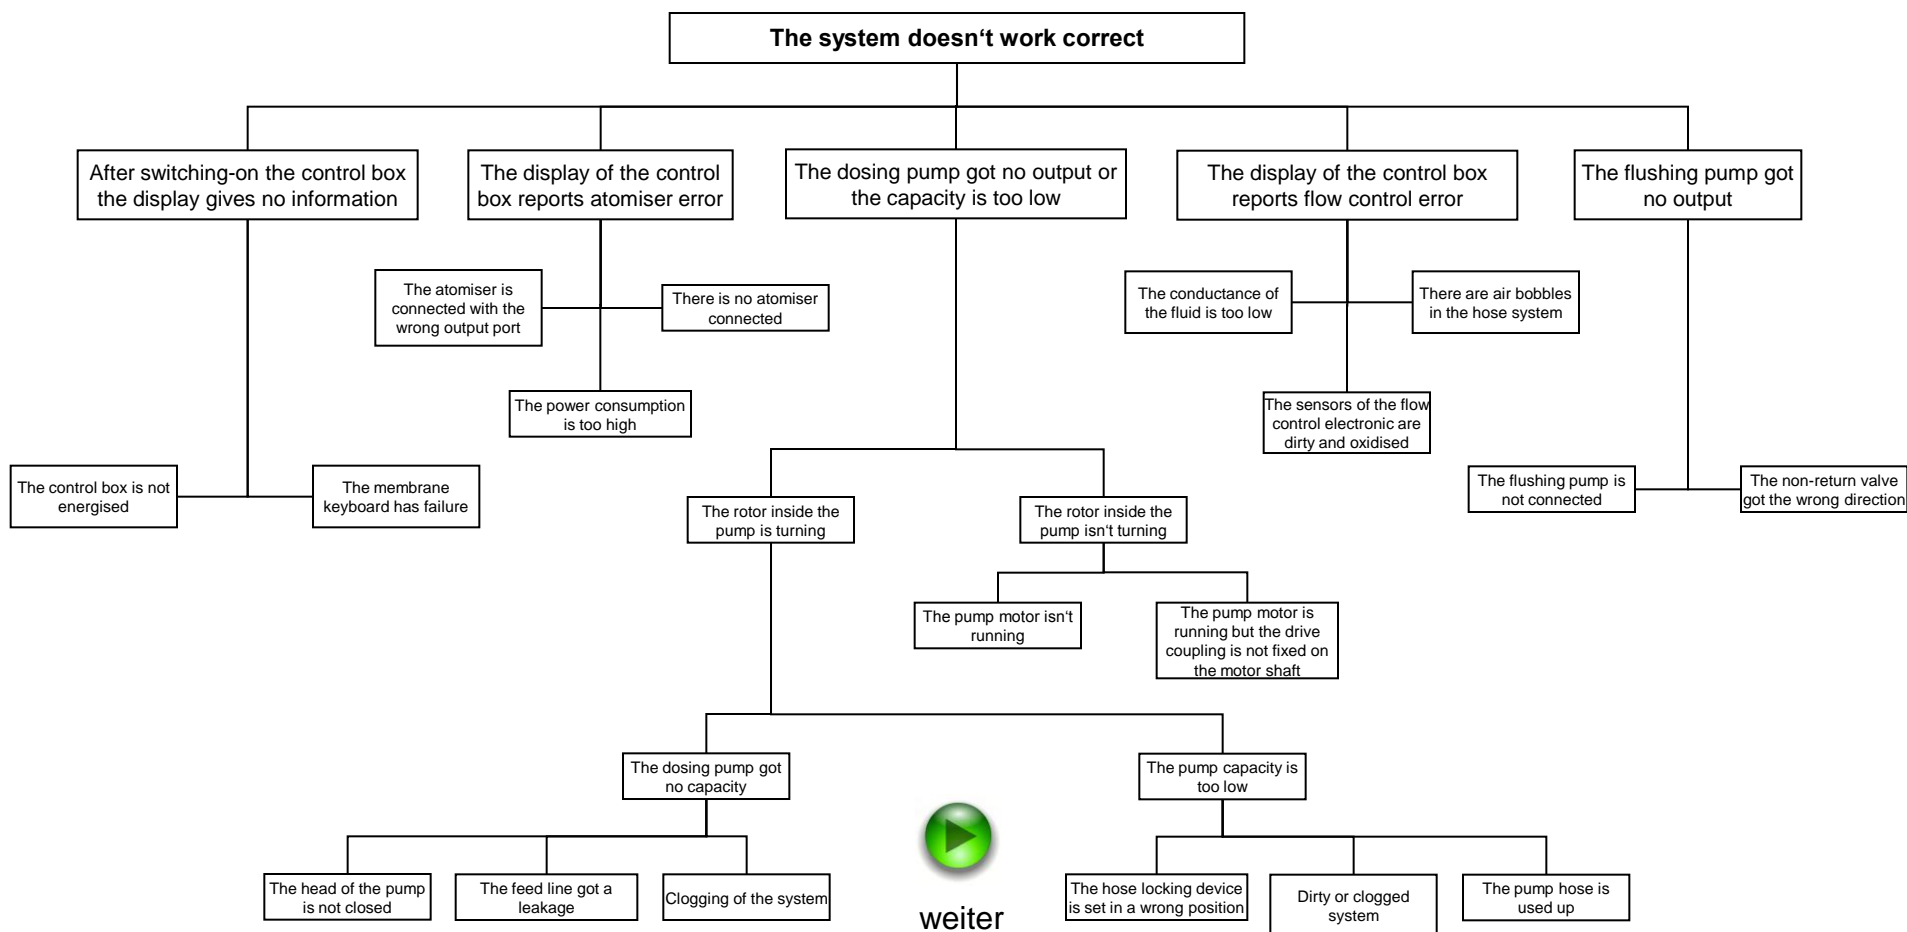 The system doesn‘t work correct
After switching-on the control box
the display gives no information
The display of the control
box reports atomiser error
The dosing pump got no output or
the capacity is too low
The display of the control box
reports flow control error
The flushing pump got
no output
The atomiser is
connected with the
wrong output port
There is no atomiser
connected
The conductance of
the fluid is too low
There are air bobbles
in the hose system
The power consumption
is too high
The sensors of the flow
control electronic are
dirty and oxidised
The control box is not
energised
The membrane
keyboard has failure
The flushing pump is
not connected
The non-return valve
got the wrong direction
The rotor inside the
pump is turning
The rotor inside the
pump isn‘t turning
The pump motor isn‘t
running
The pump motor is
running but the drive
coupling is not fixed on
the motor shaft
The dosing pump got
no capacity
The pump capacity is
too low
The head of the pump
is not closed
The feed line got a
leakage
Clogging of the system
weiter
The hose locking device
is set in a wrong position
Dirty or clogged
system
The pump hose is
used up